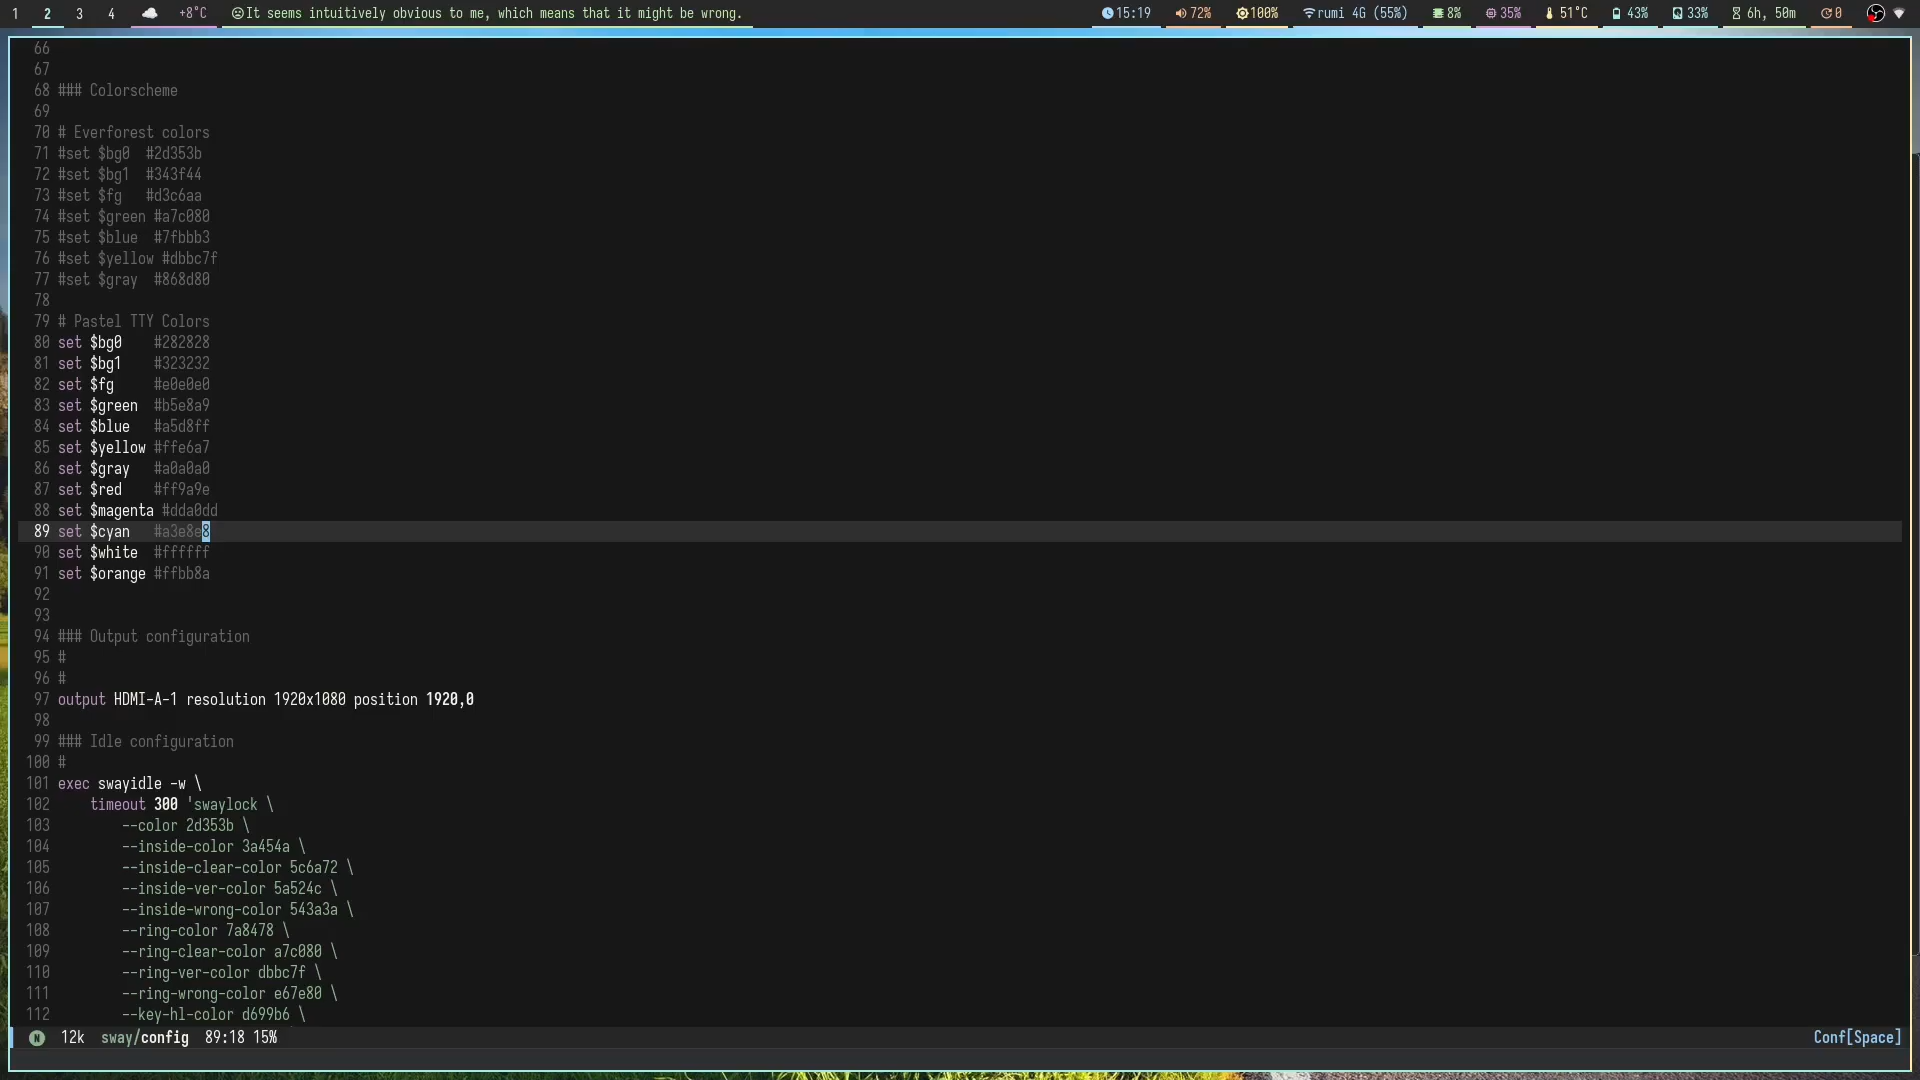 1 2 3 4 +8°C It seems intuitively obvious to me, which means that it might be wrong. 15:19 72% 100% rumi 4G (55%) 8% 35% 51°C 43% 33% 6h, 50m 0
66
67
68 ### Colorscheme
69
70 # Everforest colors
71 #set $bg0  #2d353b
72 #set $bg1  #343f44
73 #set $fg   #d3c6aa
74 #set $green #a7c080
75 #set $blue  #7fbbb3
76 #set $yellow #dbbc7f
77 #set $gray  #868d80
78
79 # Pastel TTY Colors
80 set $bg0    #282828
81 set $bg1    #323232
82 set $fg     #e0e0e0
83 set $green  #b5e8a9
84 set $blue   #a5d8ff
85 set $yellow #ffe6a7
86 set $gray   #a0a0a0
87 set $red    #ff9a9e
88 set $magenta #dda0dd
89 set $cyan   #a3e8e8
90 set $white  #ffffff
91 set $orange #ffbb8a
92
93
94 ### Output configuration
95 #
96 #
97 output HDMI-A-1 resolution 1920x1080 position 1920,0
98
99 ### Idle configuration
100 #
101 exec swayidle -w \
102     timeout 300 'swaylock \
103         --color 2d353b \
104         --inside-color 3a454a \
105         --inside-clear-color 5c6a72 \
106         --inside-ver-color 5a524c \
107         --inside-wrong-color 543a3a \
108         --ring-color 7a8478 \
109         --ring-clear-color a7c080 \
110         --ring-ver-color dbbc7f \
111         --ring-wrong-color e67e80 \
112         --key-hl-color d699b6 \
N 12k sway/config 89:18 15% Conf[Space]